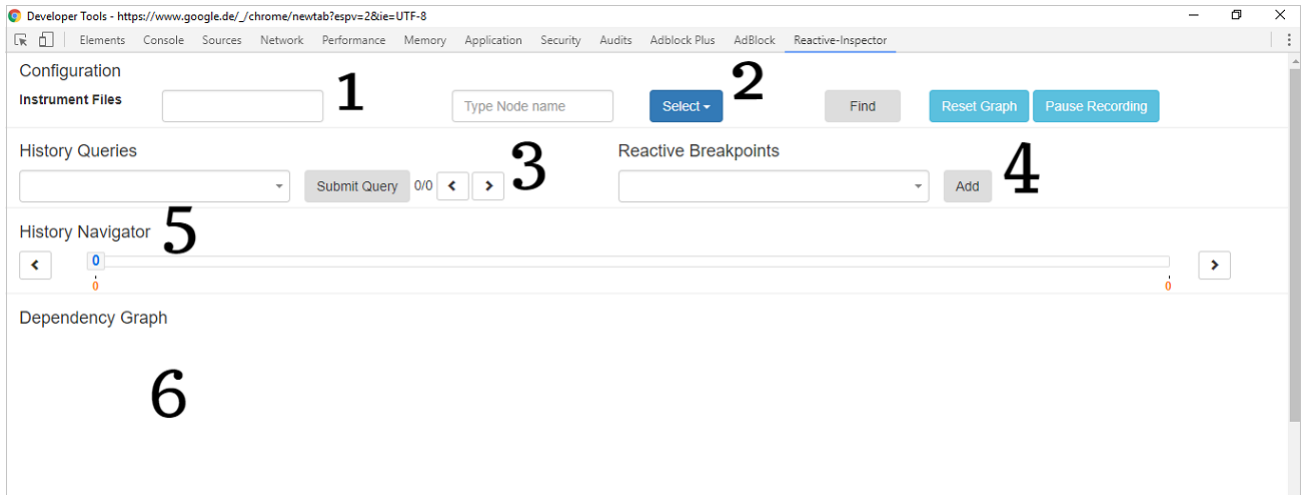 Developer Tools - https://www.google.de/_/chrome/newtab?espv=2&ie=UTF-8
Elements Console Sources Network Performance Memory Application Security Audits Adblock Plus AdBlock Reactive-Inspector
Configuration
Instrument Files 1 Type Node name Select 2 Find Reset Graph Pause Recording
History Queries Reactive Breakpoints
Submit Query 0/0 3 Add 4
History Navigator 5
0
0 0
Dependency Graph
6